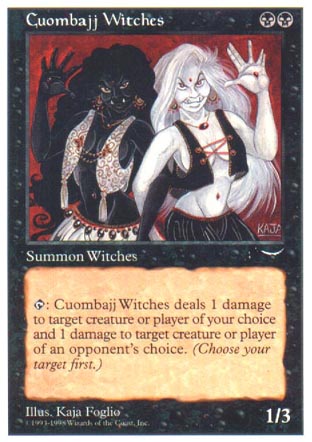 Cuombajj Witches
KAJA
Summon Witches
: Cuombajj Witches deals 1 damage
to target creature or player of your choice
and 1 damage to target creature or player
of an opponent's choice. (Choose your
target first.)
Illus. Kaja Foglio
© 1993-1998 Wizards of the Coast, Inc.
1/3